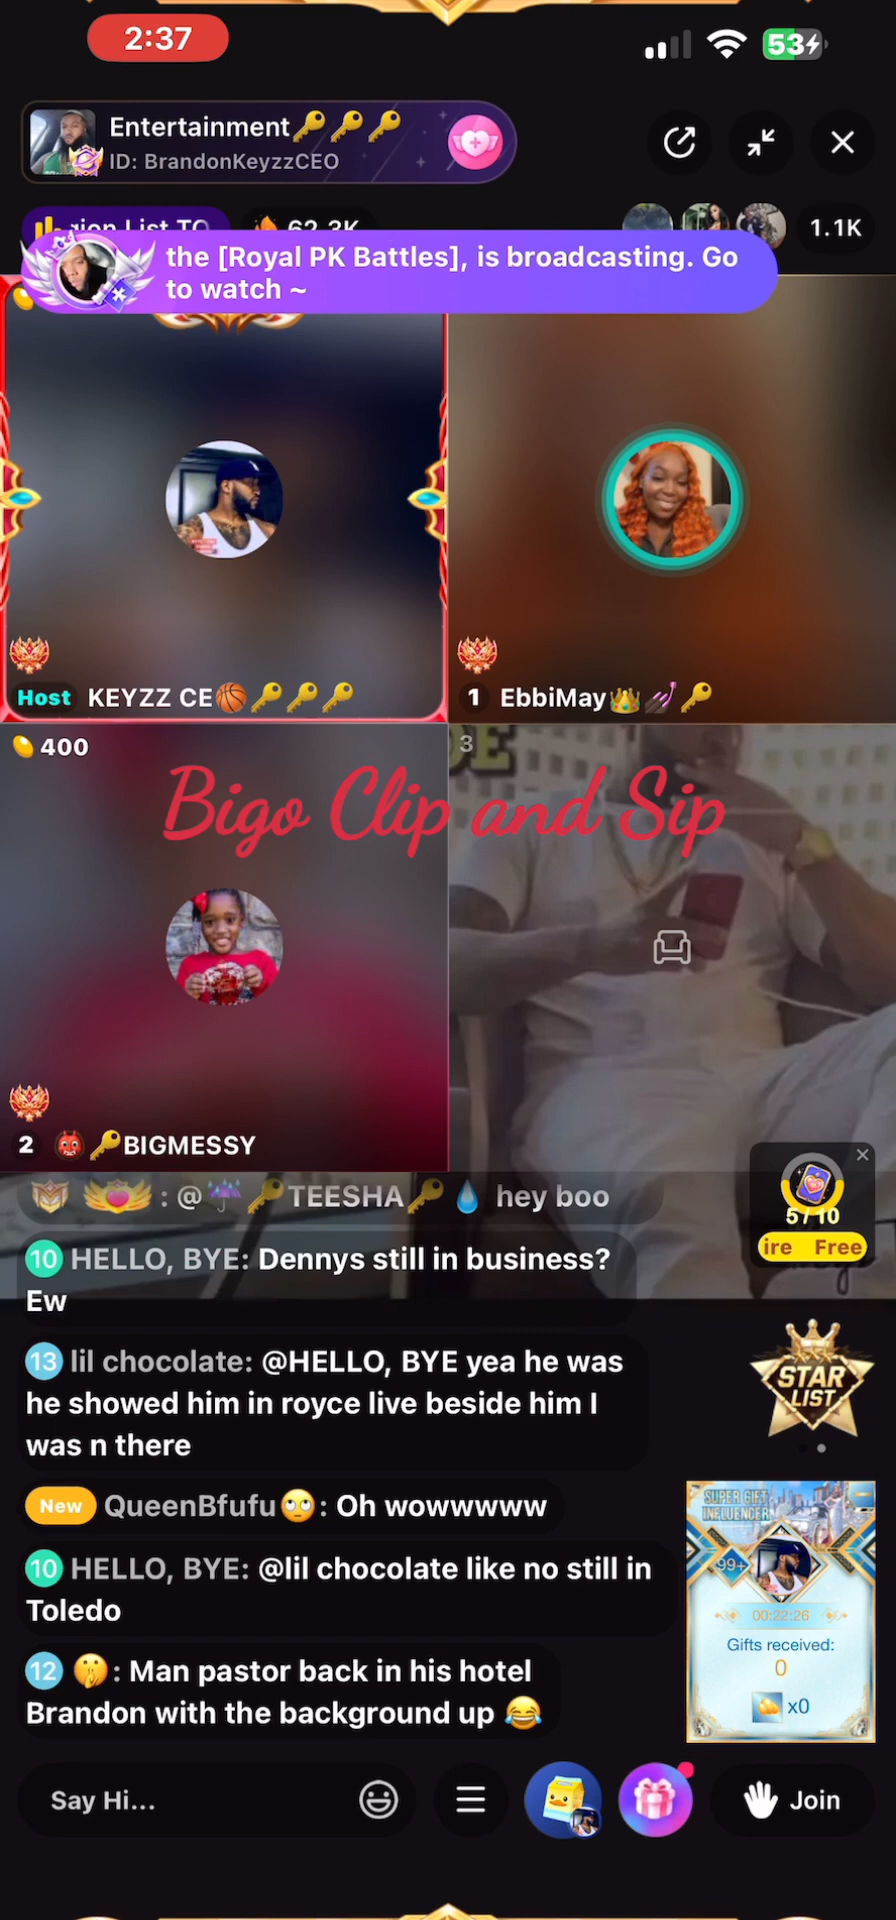 2:37
53
Entertainment🔑🔑🔑
ID: BrandonKeyzzCEO
62.3K
1.1K
the [Royal PK Battles], is broadcasting. Go
to watch ~
Host KEYZZ CE🏀🔑🔑🔑
1 EbbiMay👑💅🔑
400
3
Bigo Clip and Sip
2 👹🔑BIGMESSY
: @☔🔑TEESHA🔑💧 hey boo
5/10
ire Free
10 HELLO, BYE: Dennys still in business?
Ew
13 lil chocolate: @HELLO, BYE yea he was
he showed him in royce live beside him I
was n there
STAR
LIST
New QueenBfufu🙄: Oh wowwwww
10 HELLO, BYE: @lil chocolate like no still in
Toledo
12 🤫: Man pastor back in his hotel
Brandon with the background up 😂
SUPER GIFT
INFLUENCER
99+
00:22:26
Gifts received:
0
x0
Say Hi...
Join